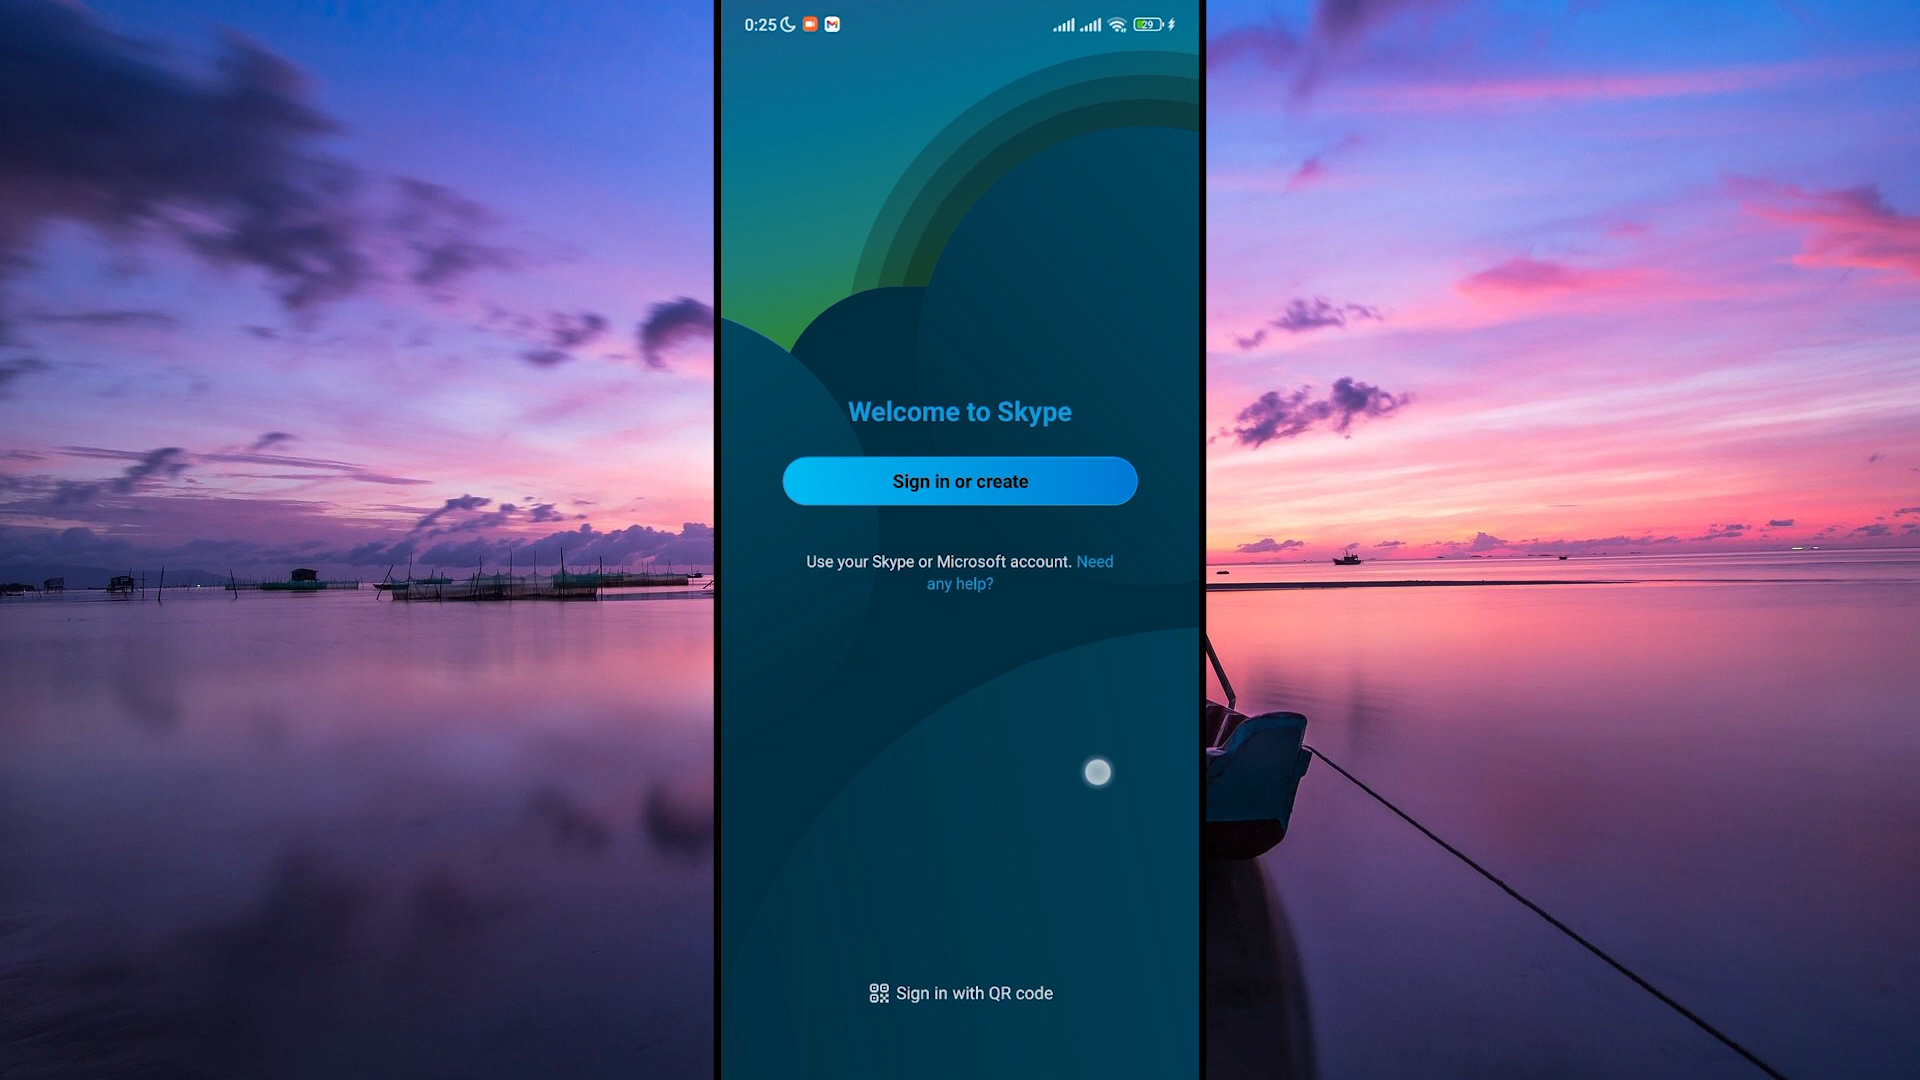 0:25
29
Welcome to Skype
Sign in or create
Use your Skype or Microsoft account. Need
any help?
Sign in with QR code